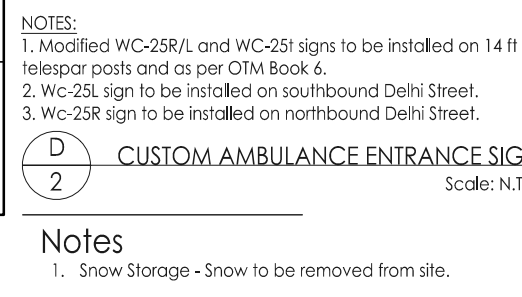 NOTES:
1. Modified WC-25R/L and WC-25t signs to be installed on 14 ft
telespar posts and as per OTM Book 6.
2. Wc-25L sign to be installed on southbound Delhi Street.
3. Wc-25R sign to be installed on northbound Delhi Street.
D
2
CUSTOM AMBULANCE ENTRANCE SIG
Scale: N.T
Notes
1. Snow Storage - Snow to be removed from site.